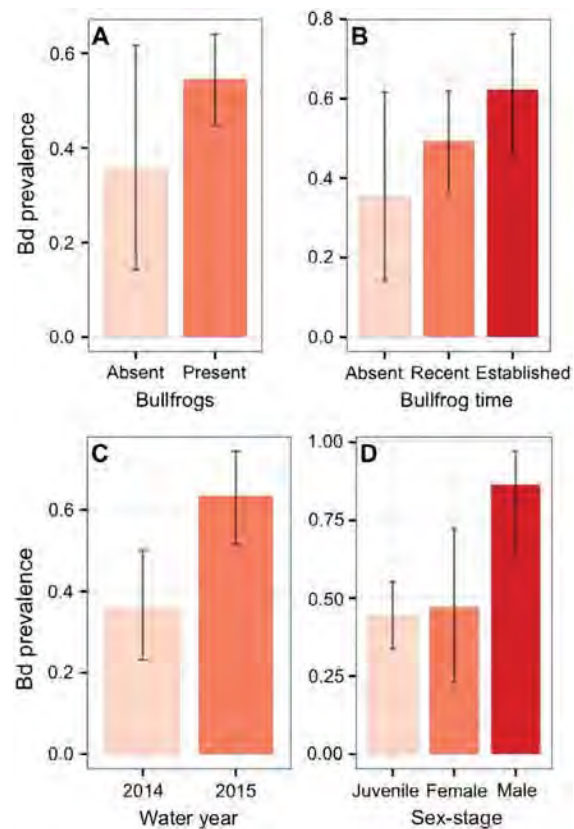 A
Bd prevalence
0.6
0.4
0.2
0.0
Absent Present
Bullfrogs
B
0.8
0.6
0.4
0.2
0.0
Absent Recent Established
Bullfrog time
C
Bd prevalence
0.6
0.4
0.2
0.0
2014 2015
Water year
D
1.00
0.75
0.50
0.25
0.00
Juvenile Female Male
Sex-stage